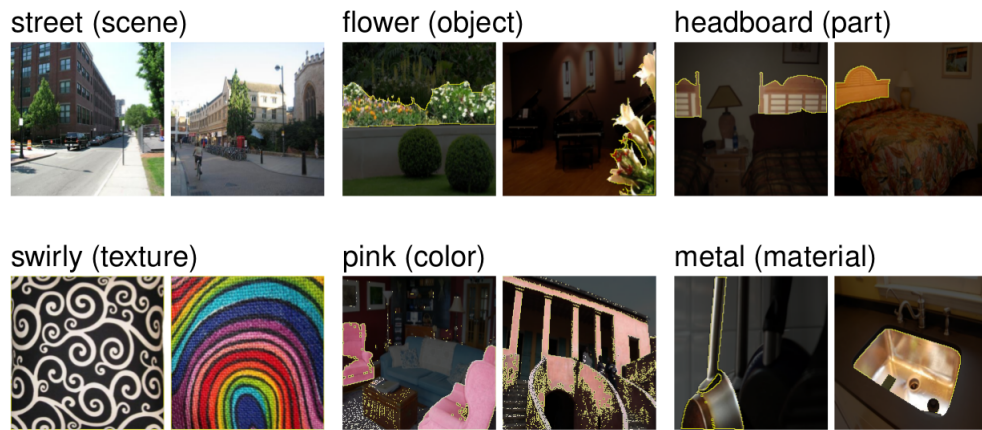 street (scene)
flower (object)
headboard (part)
swirly (texture)
pink (color)
metal (material)